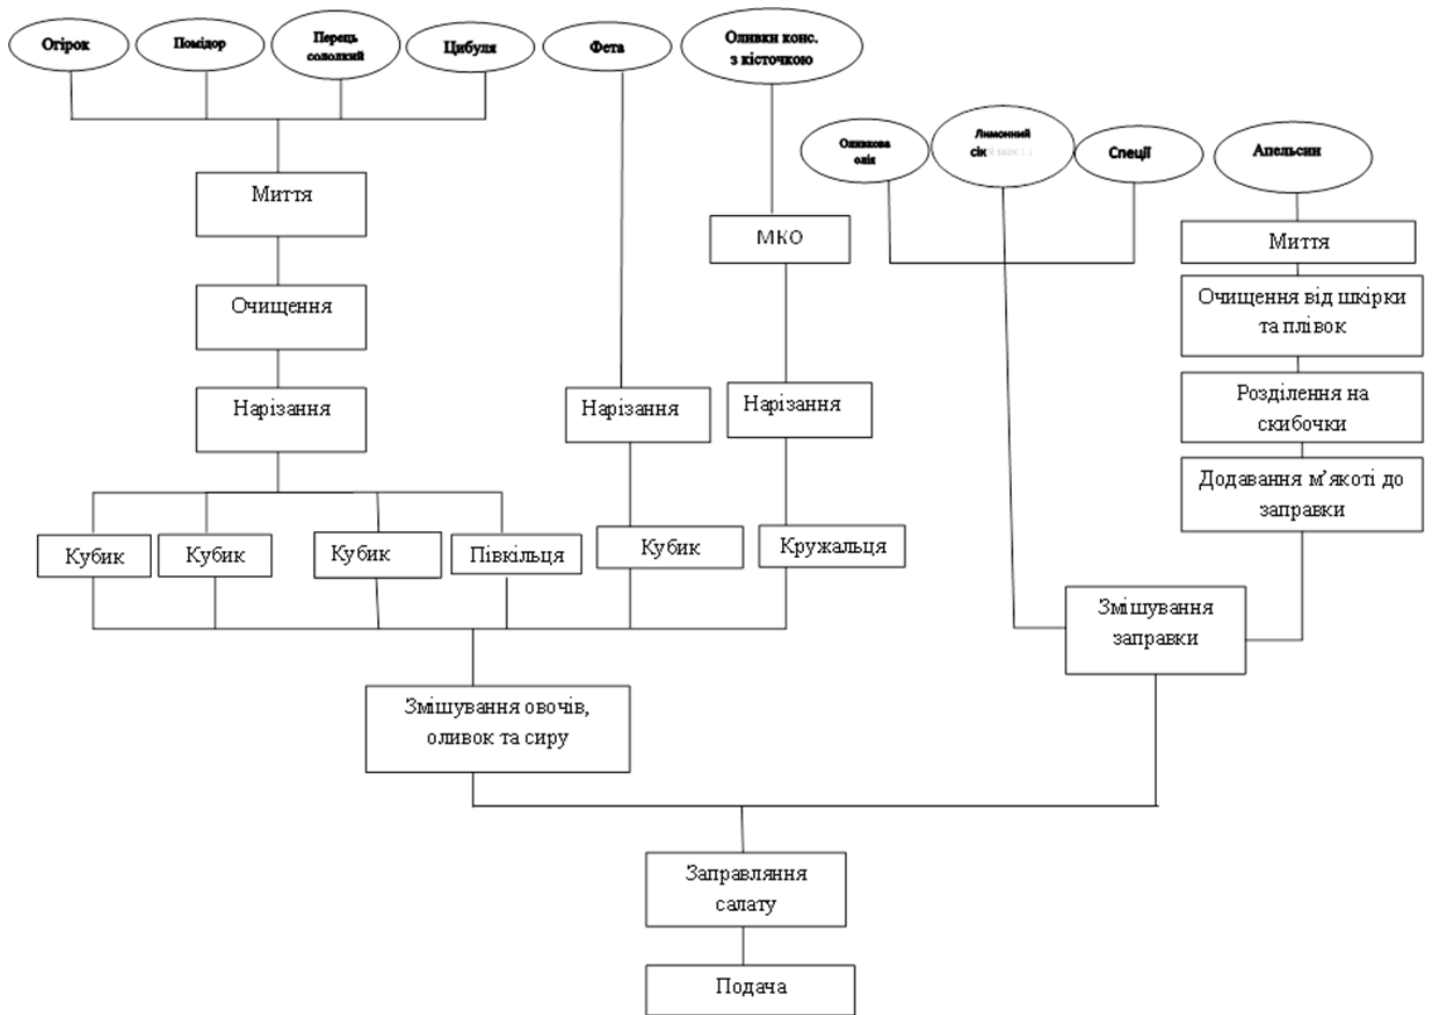 Огірок
Помідор
Перець
солодкий
Цибуля
Фета
Оливки конс.
з кісточкою
Оливкова
олія
Лимонний
сік
Спеції
Апельсин
Миття
МКО
Миття
Очищення
Очищення від шкірки
та плівок
Нарізання
Нарізання
Нарізання
Розділення на
скибочки
Додавання м'якоті до
заправки
Кубик
Кубик
Кубик
Півкільця
Кубик
Кружальця
Змішування
заправки
Змішування овочів,
оливок та сиру
Заправляння
салату
Подача